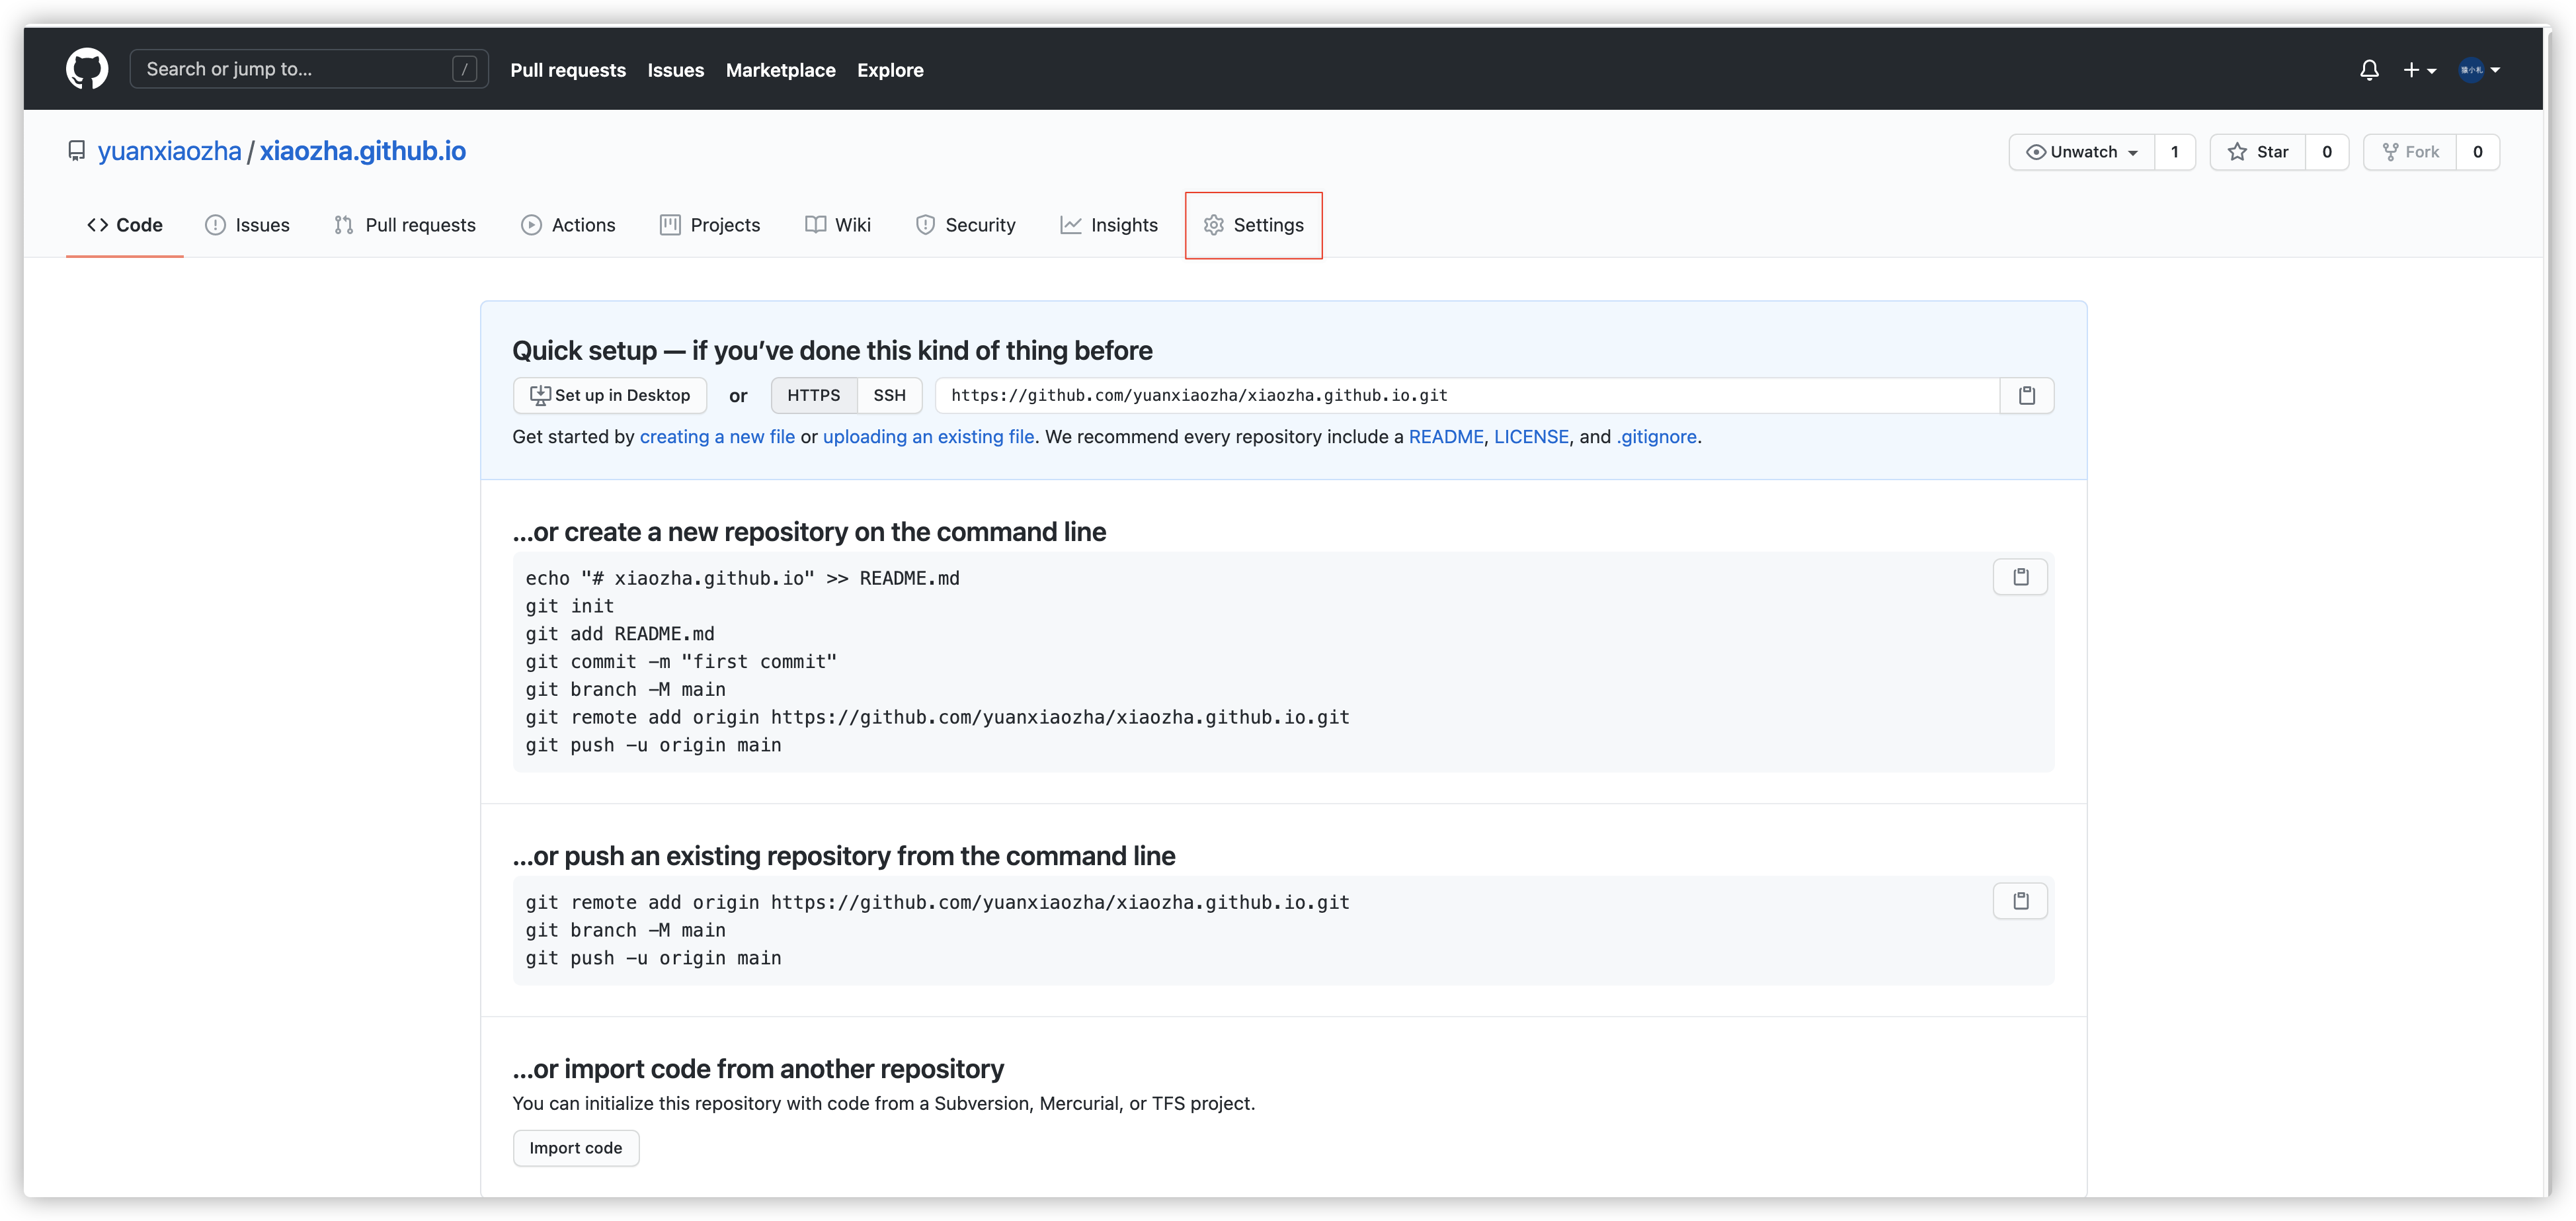 Search or jump to... /
Pull requests Issues Marketplace Explore
猿小札
yuanxiaozha / xiaozha.github.io
Unwatch 1 Star 0 Fork 0
Code Issues Pull requests Actions Projects Wiki Security Insights Settings
Quick setup — if you’ve done this kind of thing before
Set up in Desktop or HTTPS SSH https://github.com/yuanxiaozha/xiaozha.github.io.git
Get started by creating a new file or uploading an existing file. We recommend every repository include a README, LICENSE, and .gitignore.
...or create a new repository on the command line
echo "# xiaozha.github.io" >> README.md
git init
git add README.md
git commit -m "first commit"
git branch -M main
git remote add origin https://github.com/yuanxiaozha/xiaozha.github.io.git
git push -u origin main
...or push an existing repository from the command line
git remote add origin https://github.com/yuanxiaozha/xiaozha.github.io.git
git branch -M main
git push -u origin main
...or import code from another repository
You can initialize this repository with code from a Subversion, Mercurial, or TFS project.
Import code